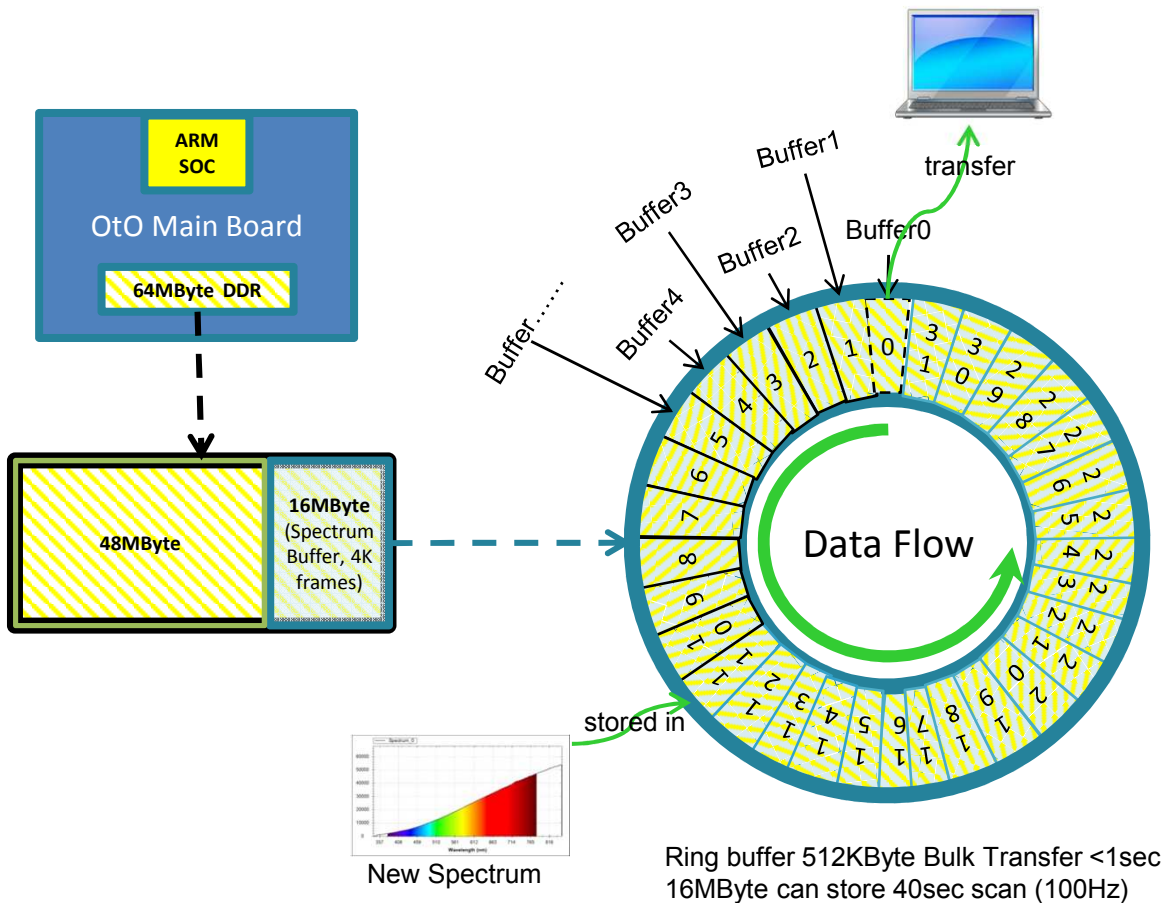 ARM
SOC
OtO Main Board
64MByte DDR
48MByte
16MByte
(Spectrum
Buffer, 4K
frames)
transfer
Buffer0
Buffer1
Buffer2
Buffer3
Buffer4
Buffer......
0
1
2
3
4
5
6
7
8
9
10
11
12
13
14
15
16
17
18
19
20
21
22
23
24
25
26
27
28
29
30
31
Data Flow
stored in
New Spectrum
Wavelength (nm)
Ring buffer 512KByte Bulk Transfer <1sec
16MByte can store 40sec scan (100Hz)